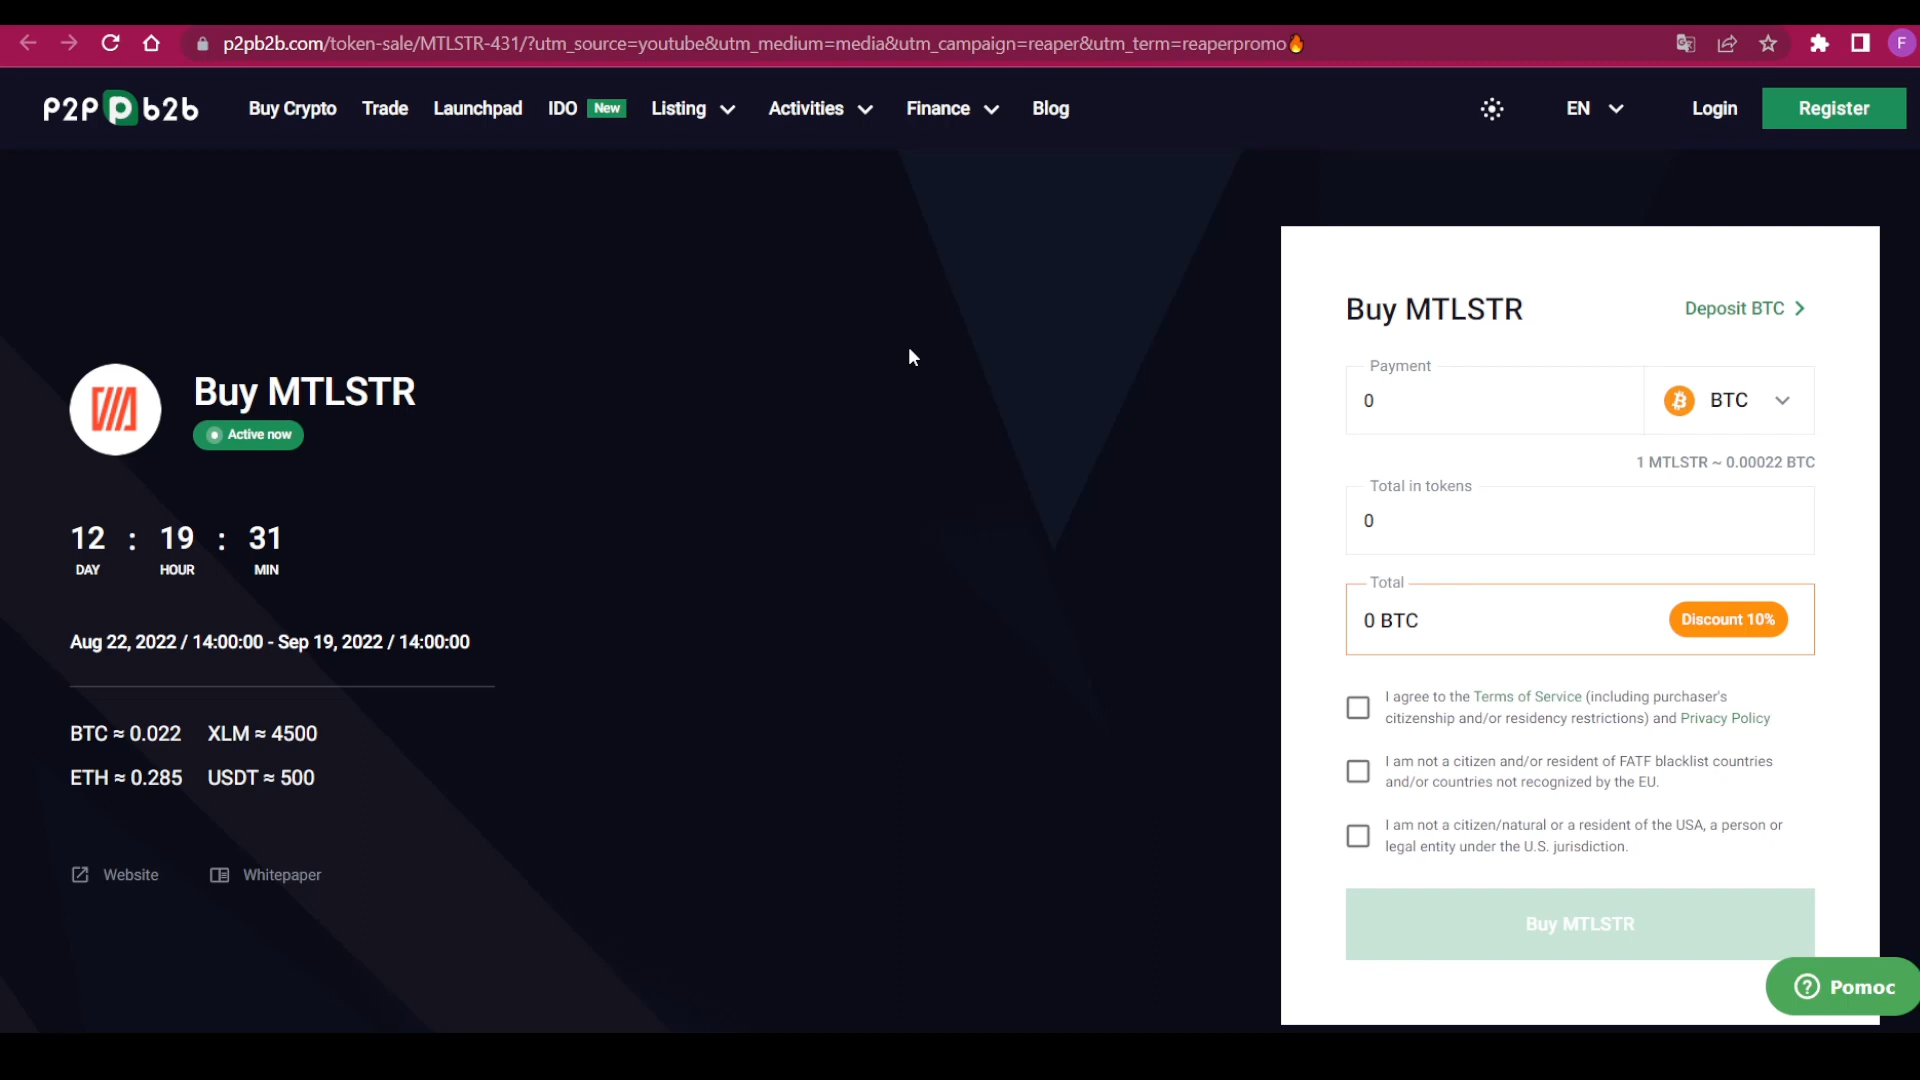 p2pb2b.com/token-sale/MTLSTR-431/?utm_source=youtube&utm_medium=media&utm_campaign=reaper&utm_term=reaperpromo🔥
F
P2P p b2b
Buy Crypto Trade Launchpad IDO New Listing Activities Finance Blog EN Login Register
Buy MTLSTR
Active now
12 : 19 : 31
DAY HOUR MIN
Aug 22, 2022 / 14:00:00 - Sep 19, 2022 / 14:00:00
BTC ≈ 0.022 XLM ≈ 4500
ETH ≈ 0.285 USDT ≈ 500
Website Whitepaper
Buy MTLSTR Deposit BTC
Payment
0 BTC
1 MTLSTR ~ 0.00022 BTC
Total in tokens
0
Total
0 BTC Discount 10%
I agree to the Terms of Service (including purchaser's
citizenship and/or residency restrictions) and Privacy Policy
I am not a citizen and/or resident of FATF blacklist countries
and/or countries not recognized by the EU.
I am not a citizen/natural or a resident of the USA, a person or
legal entity under the U.S. jurisdiction.
Buy MTLSTR
Pomoc